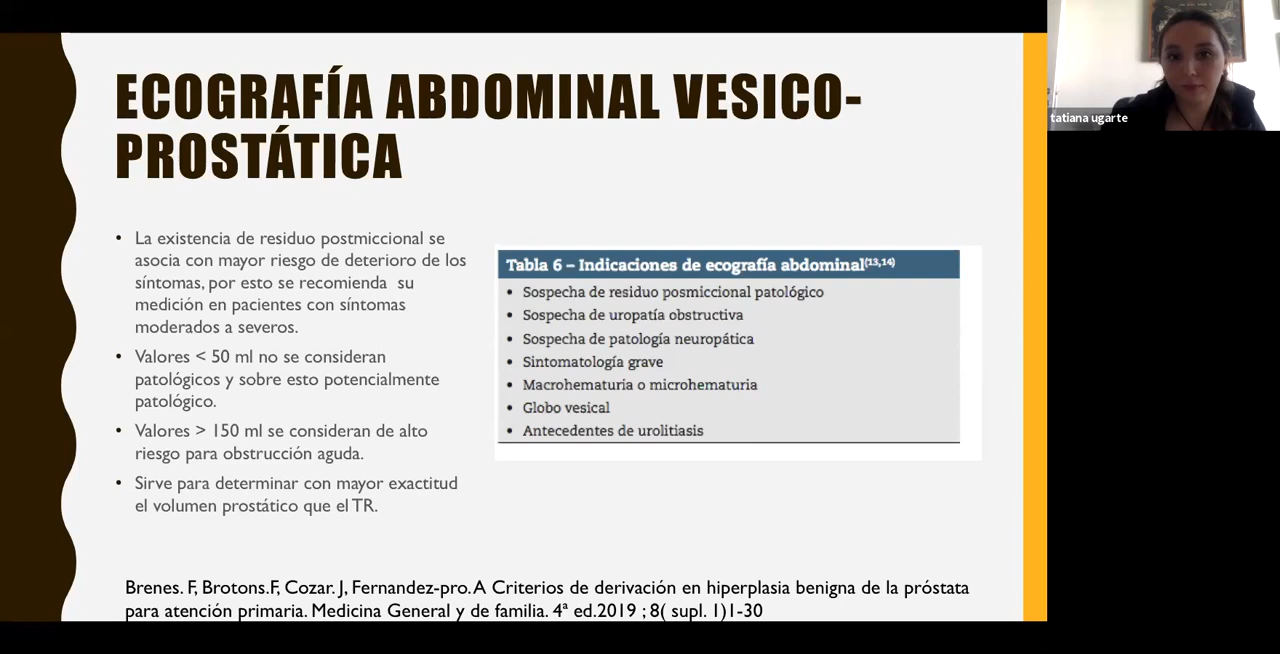 ECOGRAFÍA ABDOMINAL VESICO-
PROSTÁTICA
tatiana ugarte
• La existencia de residuo postmiccional se
asocia con mayor riesgo de deterioro de los
síntomas, por esto se recomienda su
medición en pacientes con síntomas
moderados a severos.
• Valores < 50 ml no se consideran
patológicos y sobre esto potencialmente
patológico.
• Valores > 150 ml se consideran de alto
riesgo para obstrucción aguda.
• Sirve para determinar con mayor exactitud
el volumen prostático que el TR.
Tabla 6 – Indicaciones de ecografía abdominal(13,14)
• Sospecha de residuo posmiccional patológico
• Sospecha de uropatía obstructiva
• Sospecha de patología neuropática
• Sintomatología grave
• Macrohematuria o microhematuria
• Globo vesical
• Antecedentes de urolitiasis
Brenes. F, Brotons.F, Cozar. J, Fernandez-pro. A Criterios de derivación en hiperplasia benigna de la próstata
para atención primaria. Medicina General y de familia. 4ª ed.2019 ; 8( supl. 1)1-30